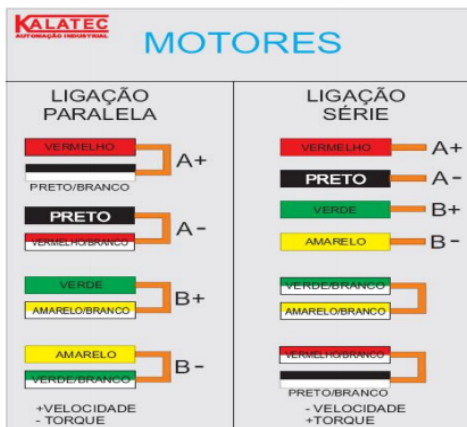 KALATEC
AUTOMAÇÃO INDUSTRIAL
MOTORES
LIGAÇÃO
PARALELA
VERMELHO
A+
PRETO/BRANCO
PRETO
A-
VERMELHO/BRANCO
VERDE
B+
AMARELO/BRANCO
AMARELO
B-
VERDE/BRANCO
+VELOCIDADE
- TORQUE
LIGAÇÃO
SÉRIE
VERMELHO
A+
PRETO
A-
VERDE
B+
AMARELO
B-
VERDE/BRANCO
AMARELO/BRANCO
VERMELHO/BRANCO
PRETO/BRANCO
- VELOCIDADE
+TORQUE